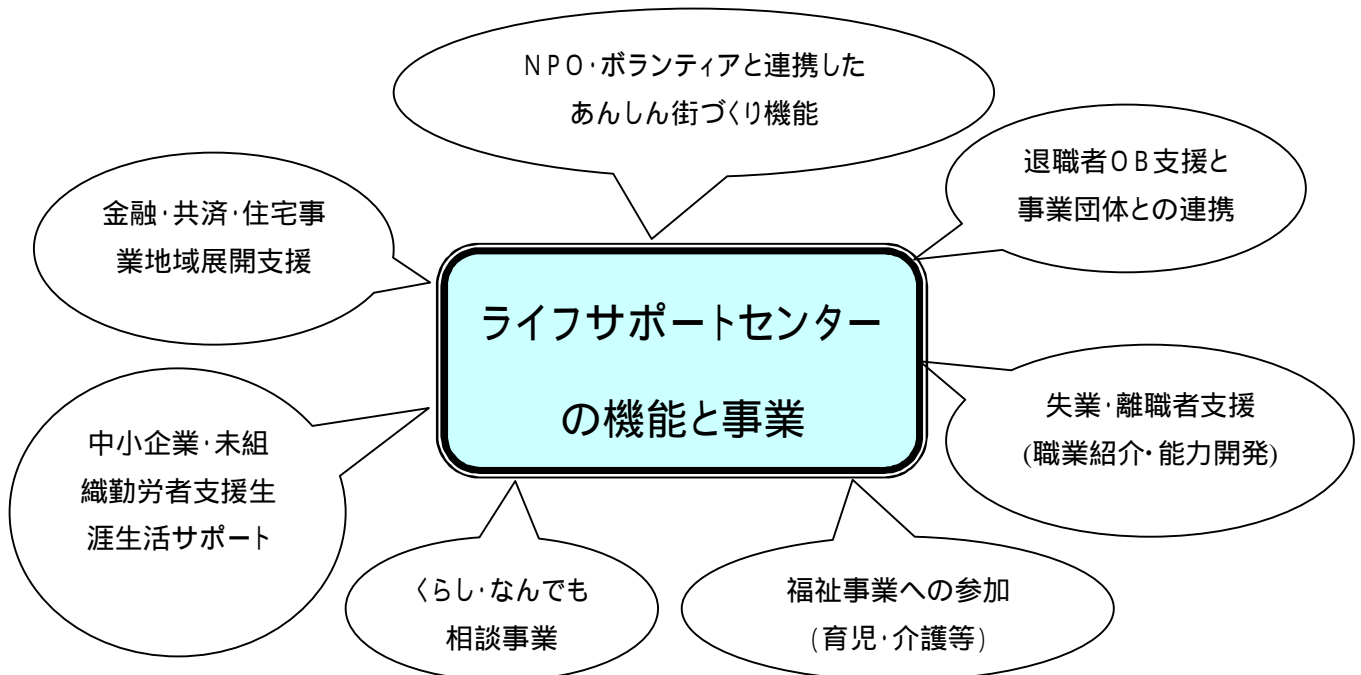 NPO・ボランティアと連携した
あんしん街づくり機能
退職者OB支援と
事業団体との連携
金融・共済・住宅事
業地域展開支援
ライフサポートセンター
の機能と事業
失業・離職者支援
(職業紹介・能力開発)
中小企業・未組
織勤労者支援生
涯生活サポート
くらし・なんでも
相談事業
福祉事業への参加
(育児・介護等)